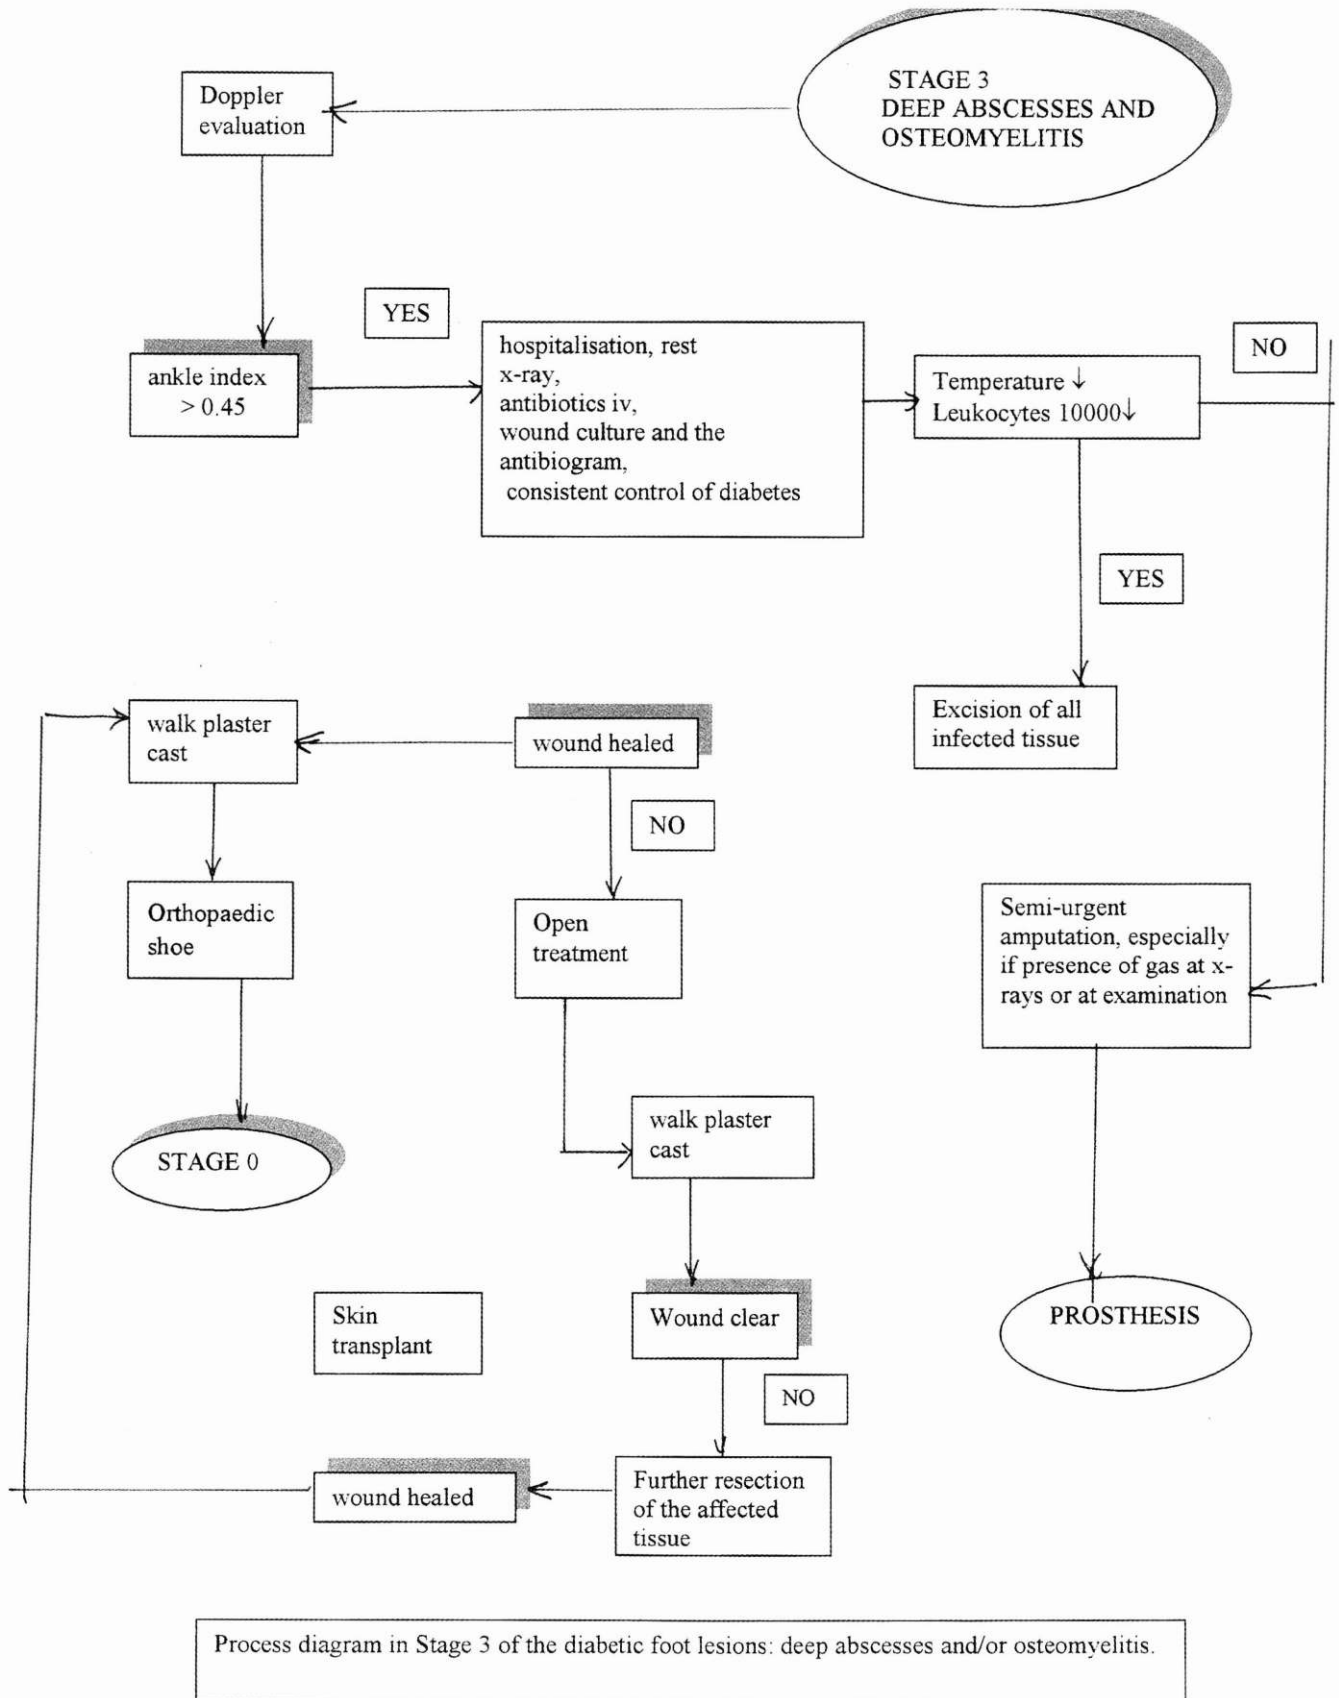 STAGE 3
DEEP ABSCESSES AND
OSTEOMYELITIS
Doppler
evaluation
YES
NO
ankle index
> 0.45
hospitalisation, rest
x-ray,
antibiotics iv,
wound culture and the
antibiogram,
consistent control of diabetes
Temperature ↓
Leukocytes 10000↓
YES
Excision of all
infected tissue
walk plaster
cast
wound healed
NO
Orthopaedic
shoe
Open
treatment
Semi-urgent
amputation, especially
if presence of gas at x-
rays or at examination
STAGE 0
walk plaster
cast
Skin
transplant
Wound clear
PROSTHESIS
NO
wound healed
Further resection
of the affected
tissue
Process diagram in Stage 3 of the diabetic foot lesions: deep abscesses and/or osteomyelitis.